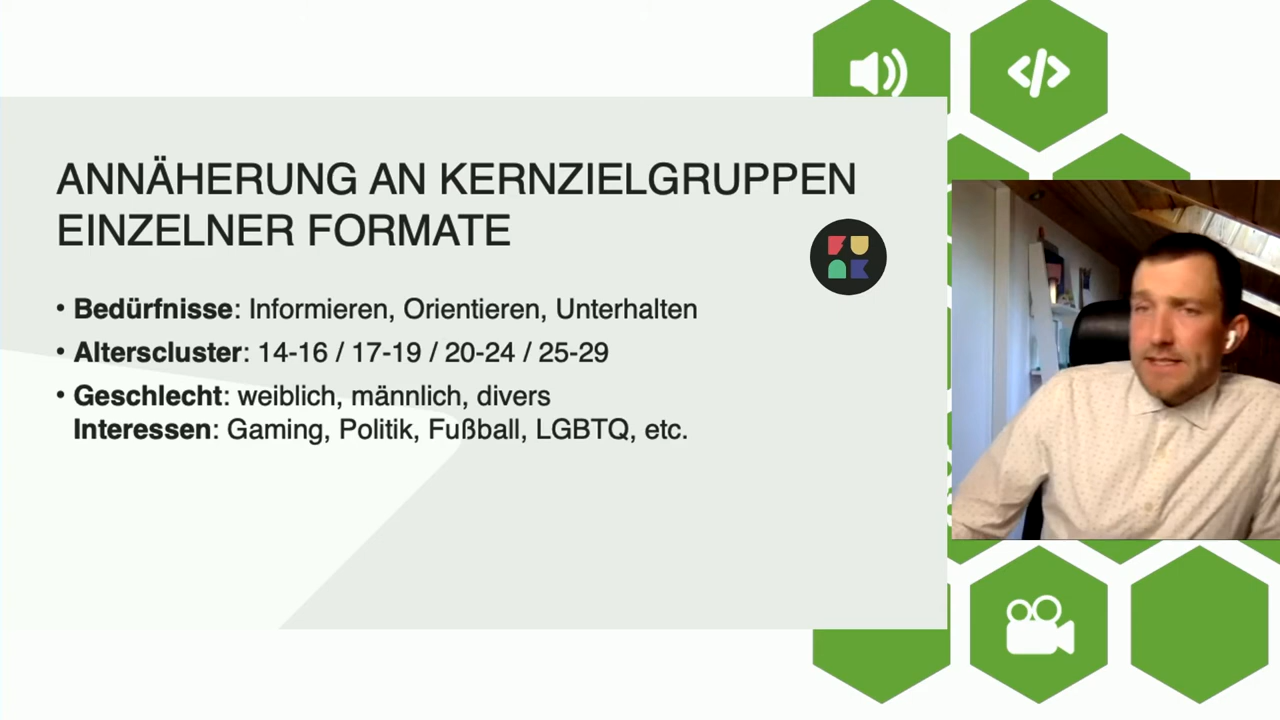 ANNÄHERUNG AN KERNZIELGRUPPEN
EINZELNER FORMATE
• Bedürfnisse: Informieren, Orientieren, Unterhalten
• Alterscluster: 14-16 / 17-19 / 20-24 / 25-29
• Geschlecht: weiblich, männlich, divers
Interessen: Gaming, Politik, Fußball, LGBTQ, etc.